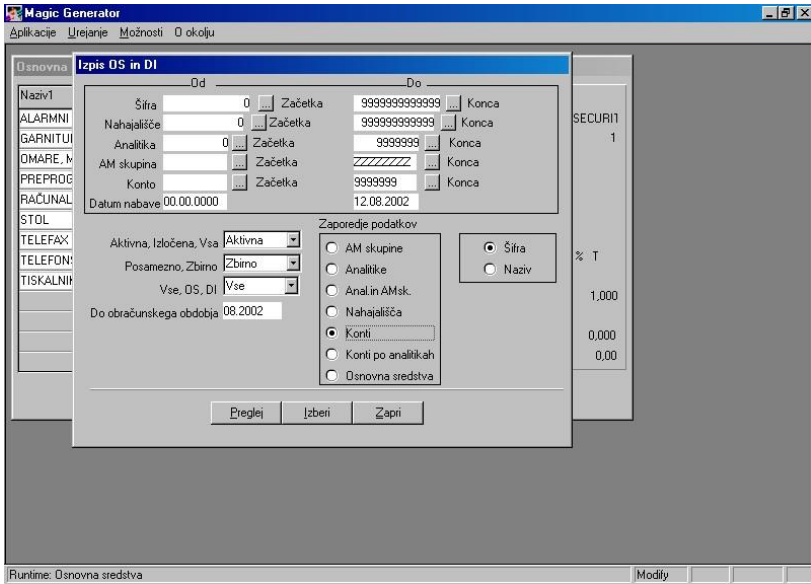 Magic Generator
Aplikacije Urejanje Možnosti O okolju
Osnovna
Izpis OS in DI
Od Do
Šifra 0 ... Začetka 9999999999999 ... Konca
Nahajališče 0 ... Začetka 999999999999 ... Konca
Analitika 0 ... Začetka 9999999 ... Konca
AM skupina ... Začetka ZZZZZZZZ ... Konca
Konto ... Začetka 9999999 ... Konca
Datum nabave 00.00.0000 12.08.2002
Aktivna, Izločena, Vsa Aktivna
Posamezno, Zbirno Zbirno
Vse, OS, DI Vse
Do obračunskega obdobja 08.2002
Zaporedje podatkov
AM skupine
Analitike
Anal.in AMsk.
Nahajališča
Konti
Konti po analitikah
Osnovna sredstva
Šifra
Naziv
Preglej Izberi Zapri
Naziv1
ALARMNI
GARNITU
OMARE, M
PREPROG
RAČUNAL
STOL
TELEFAX
TELEFON
TISKALNI
SECURIT
1
% T
1,000
0,000
0,00
Runtime: Osnovna sredstva Modify